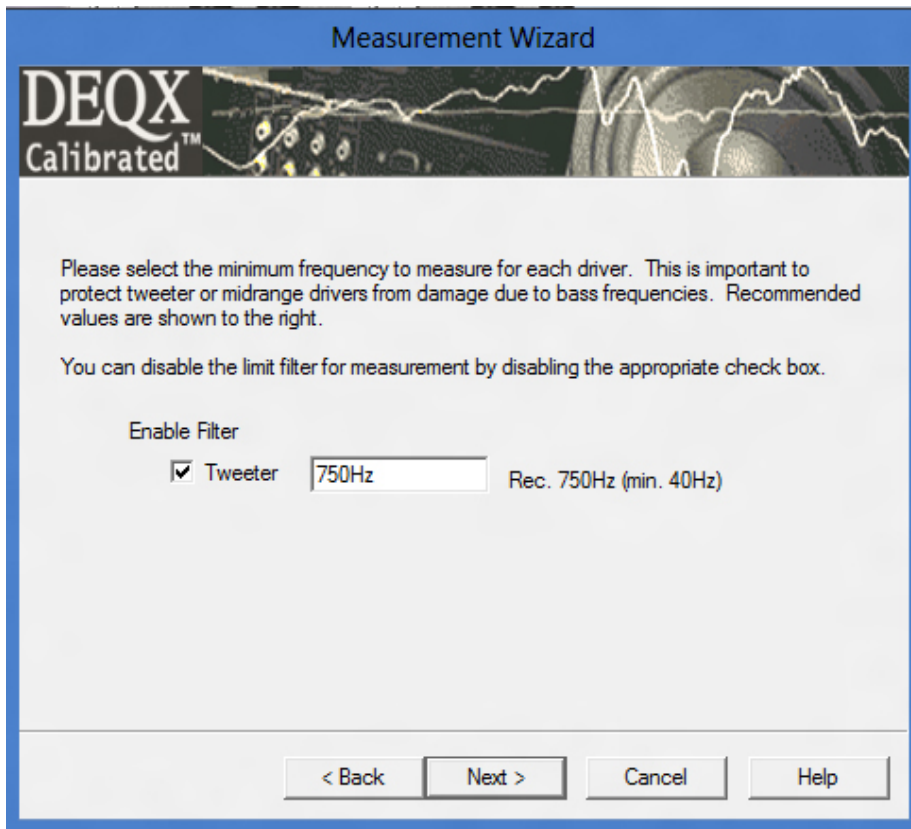 Measurement Wizard
DEQX
Calibrated™
Please select the minimum frequency to measure for each driver. This is important to
protect tweeter or midrange drivers from damage due to bass frequencies. Recommended
values are shown to the right.
You can disable the limit filter for measurement by disabling the appropriate check box.
Enable Filter
Tweeter 750Hz Rec. 750Hz (min. 40Hz)
< Back Next > Cancel Help